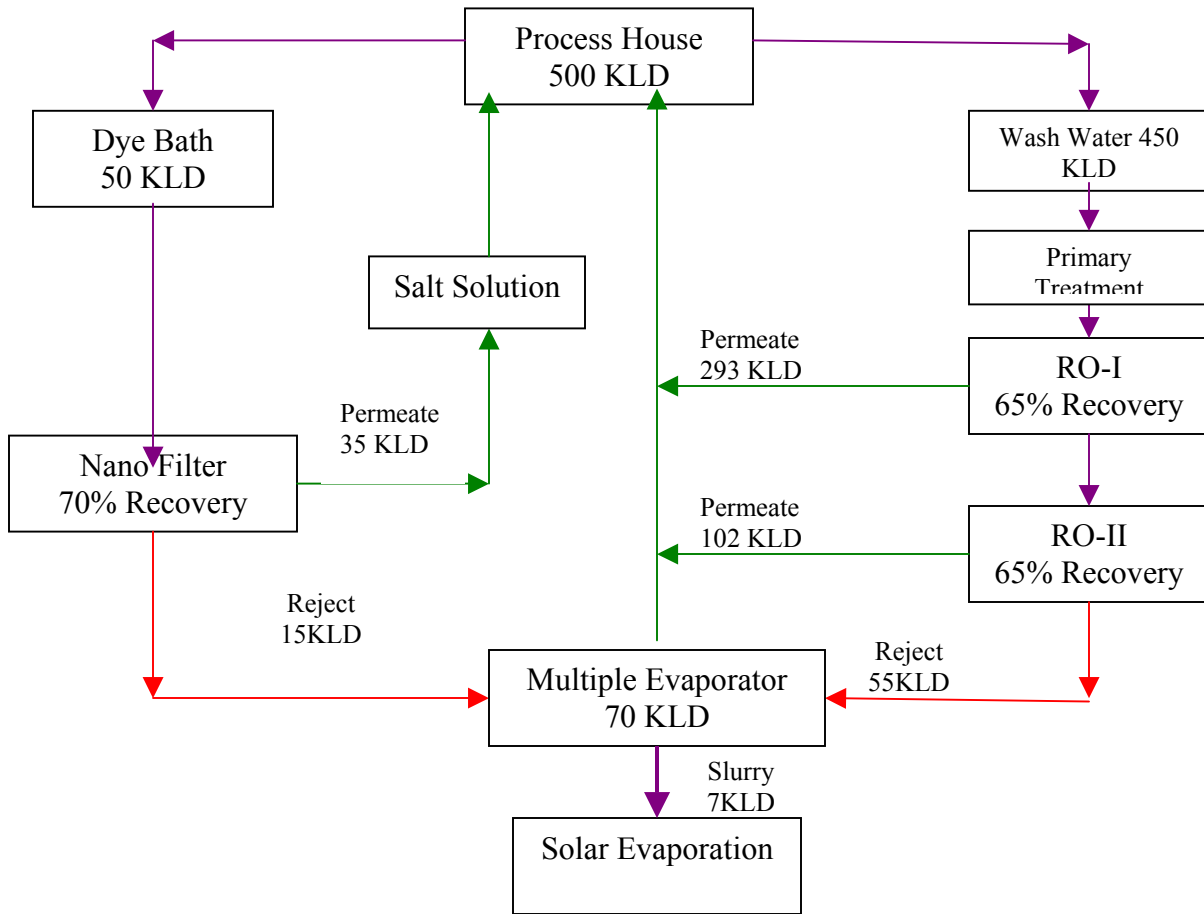 Process House
500 KLD
Dye Bath
50 KLD
Wash Water 450
KLD
Primary
Treatment
Salt Solution
Permeate
293 KLD
RO-I
65% Recovery
Permeate
35 KLD
Nano Filter
70% Recovery
Permeate
102 KLD
RO-II
65% Recovery
Reject
15KLD
Reject
55KLD
Multiple Evaporator
70 KLD
Slurry
7KLD
Solar Evaporation